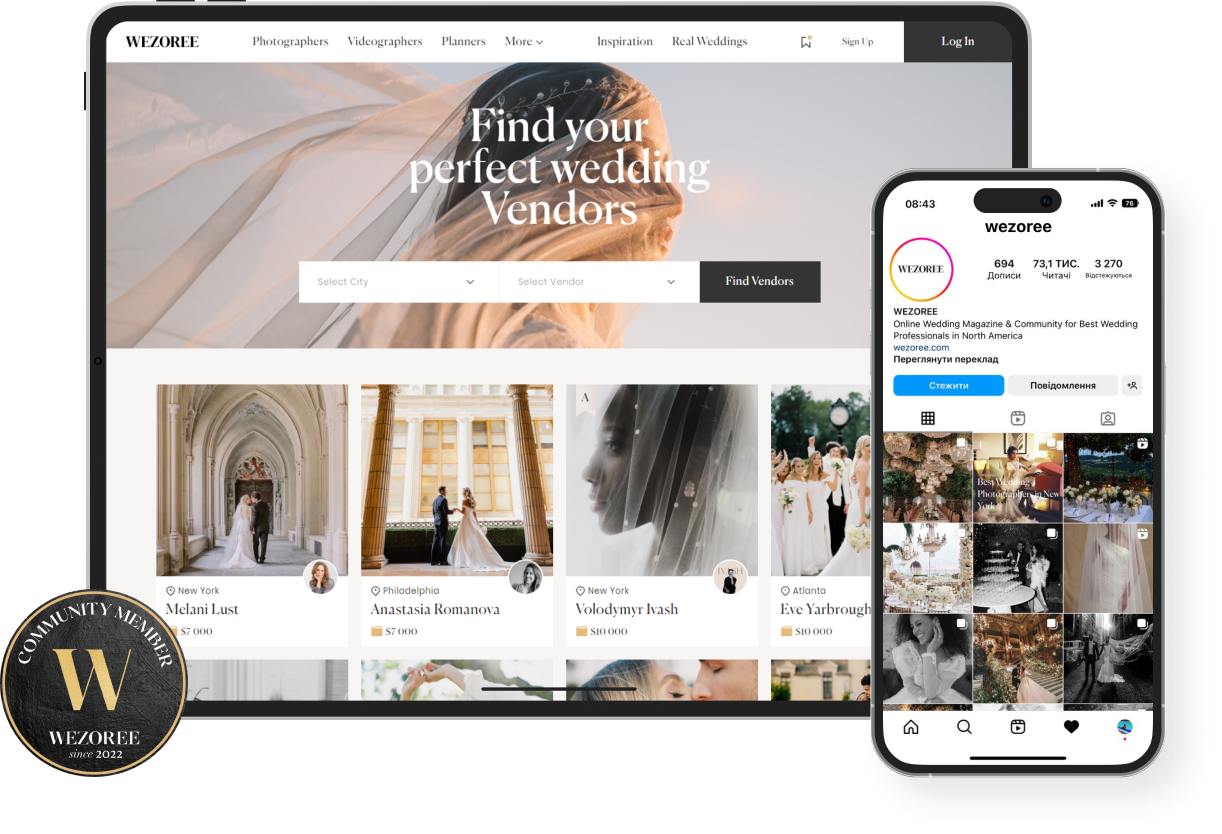 WEZOREE
Photographers Videographers Planners More Inspiration Real Weddings Sign Up Log In
Find your
perfect wedding
Vendors
Select City Select Vendor Find Vendors
A
New York
Melani Lust
$7 000
Philadelphia
Anastasia Romanova
$7 000
New York
Volodymyr Ivash
$10 000
Atlanta
Eve Yarbrough
$10 000
COMMUNITY MEMBER
W
WEZOREE
since 2022
08:43 76
wezoree
WEZOREE
694 73,1 ТИС. 3 270
Дописи Читачі Відстежуються
WEZOREE
Online Wedding Magazine & Community for Best Wedding
Professionals in North America
wezoree.com
Переглянути переклад
Стежити Повідомлення
Best Wedding
Photographers in New
York